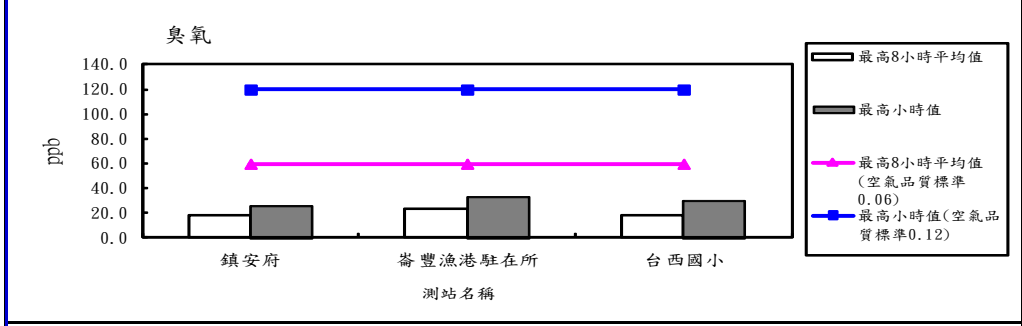 臭氧
ppb
140.0
120.0
100.0
80.0
60.0
40.0
20.0
0.0
鎮安府
崙豐漁港駐在所
台西國小
測站名稱
最高8小時平均值
最高小時值
最高8小時平均值
(空氣品質標準
0.06)
最高小時值(空氣品
質標準0.12)